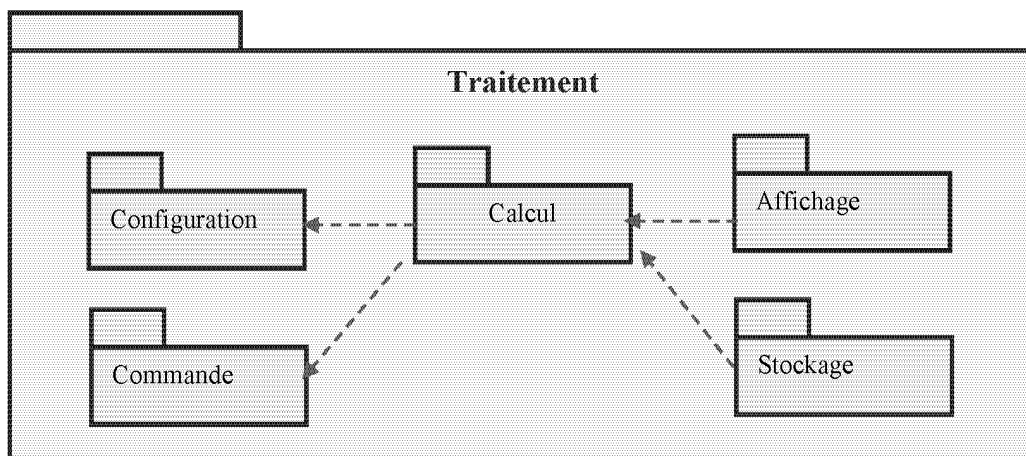 Traitement
Configuration
Calcul
Affichage
Commande
Stockage